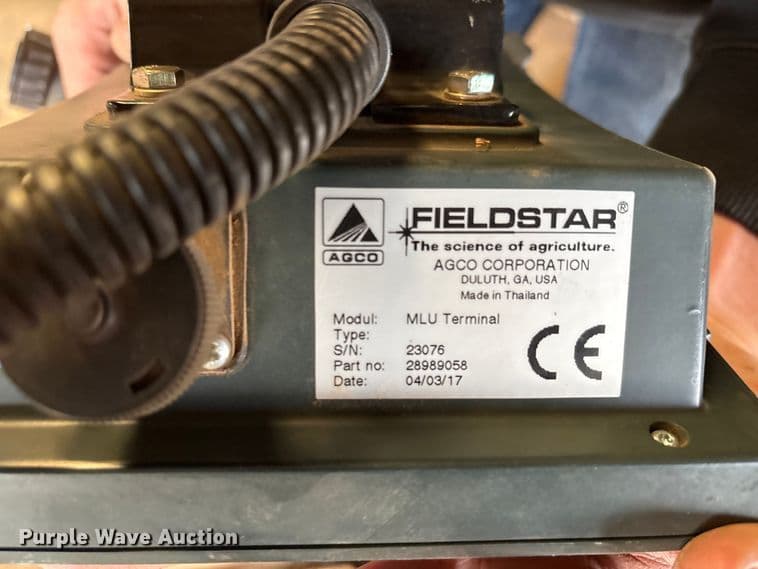 FIELDSTAR®
The science of agriculture.
AGCO
AGCO CORPORATION
DULUTH, GA, USA
Made in Thailand
Modul: MLU Terminal
Type:
S/N: 23076
Part no: 28989058
Date: 04/03/17
CE
Purple Wave Auction